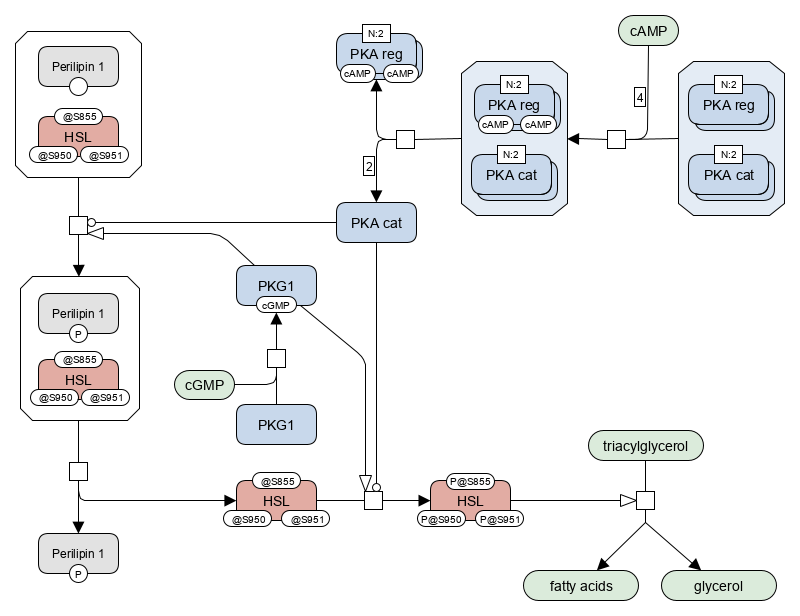 N:2
cAMP
PKA reg
cAMP
cAMP
Perilipin 1
N:2
PKA reg
cAMP
cAMP
N:2
PKA reg
4
@S855
HSL
@S950
@S951
2
N:2
PKA cat
N:2
PKA cat
PKA cat
PKG1
cGMP
Perilipin 1
P
@S855
HSL
@S950
@S951
cGMP
PKG1
triacylglycerol
@S855
HSL
@S950
@S951
P@S855
HSL
P@S950
P@S951
Perilipin 1
P
fatty acids
glycerol